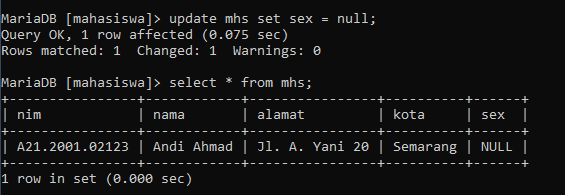 MariaDB [mahasiswa]> update mhs set sex = null;
Query OK, 1 row affected (0.075 sec)
Rows matched: 1  Changed: 1  Warnings: 0

MariaDB [mahasiswa]> select * from mhs;
+----------------+------------+------------------+----------+------+
| nim            | nama       | alamat           | kota     | sex  |
+----------------+------------+------------------+----------+------+
| A21.2001.02123 | Andi Ahmad | Jl. A. Yani 20   | Semarang | NULL |
+----------------+------------+------------------+----------+------+
1 row in set (0.000 sec)